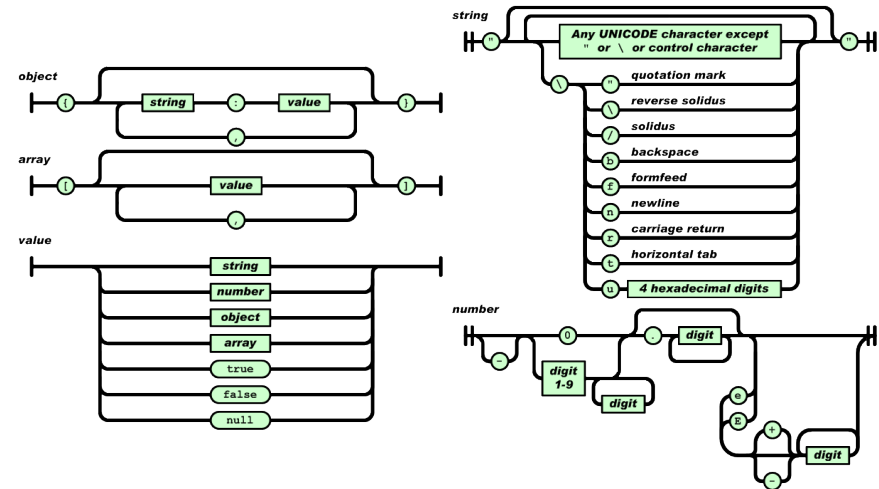 object
{ string : value }
,
array
[ value ]
,
value
string
number
object
array
true
false
null
string
" Any UNICODE character except "
" or \ or control character
\ " quotation mark
\ reverse solidus
/ solidus
b backspace
f formfeed
n newline
r carriage return
t horizontal tab
u 4 hexadecimal digits
number
0 . digit
-
digit
1-9
digit
e
E
+
digit
-